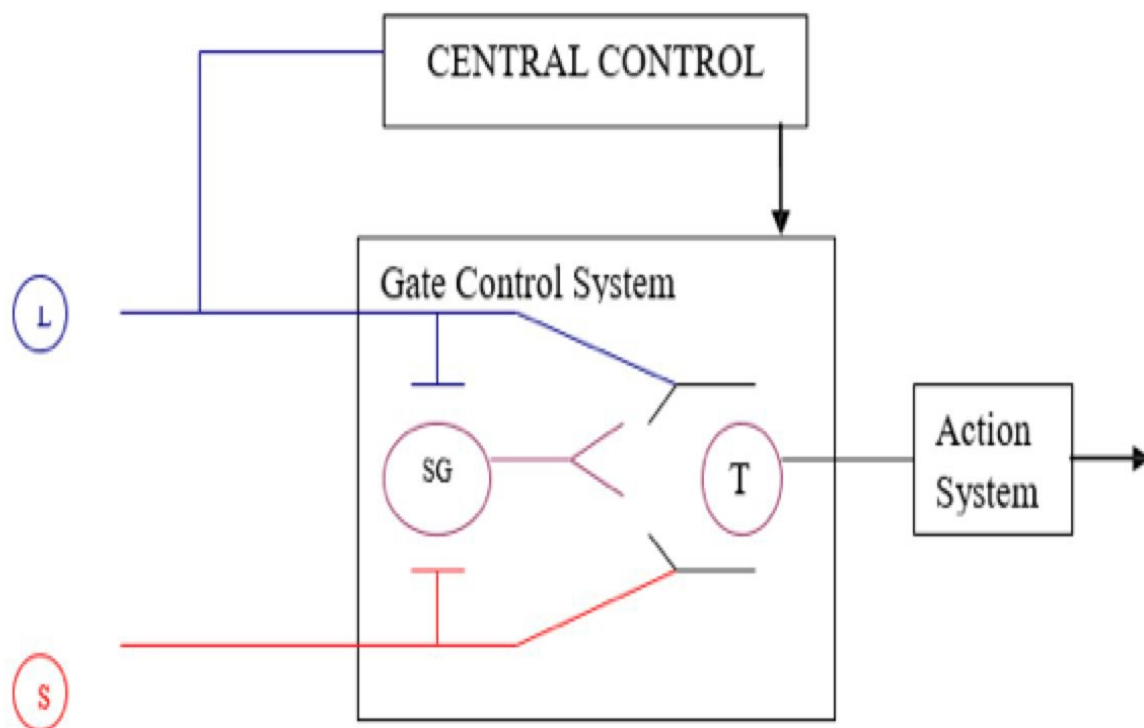 CENTRAL CONTROL
Gate Control System
L
SG
T
Action
System
S